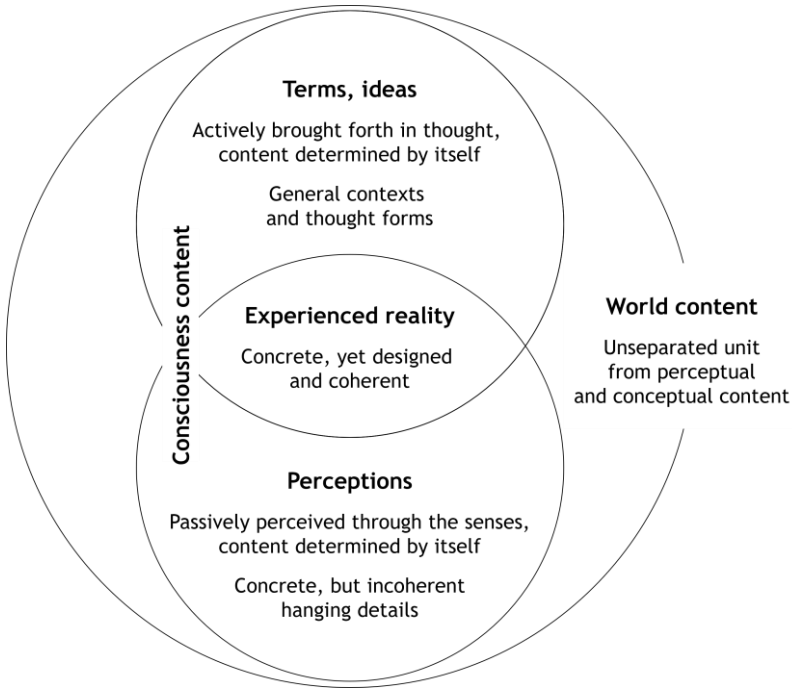 Terms, ideas
Actively brought forth in thought,
content determined by itself
General contexts
and thought forms
Consciousness content
Experienced reality
Concrete, yet designed
and coherent
World content
Unseparated unit
from perceptual
and conceptual content
Perceptions
Passively perceived through the senses,
content determined by itself
Concrete, but incoherent
hanging details